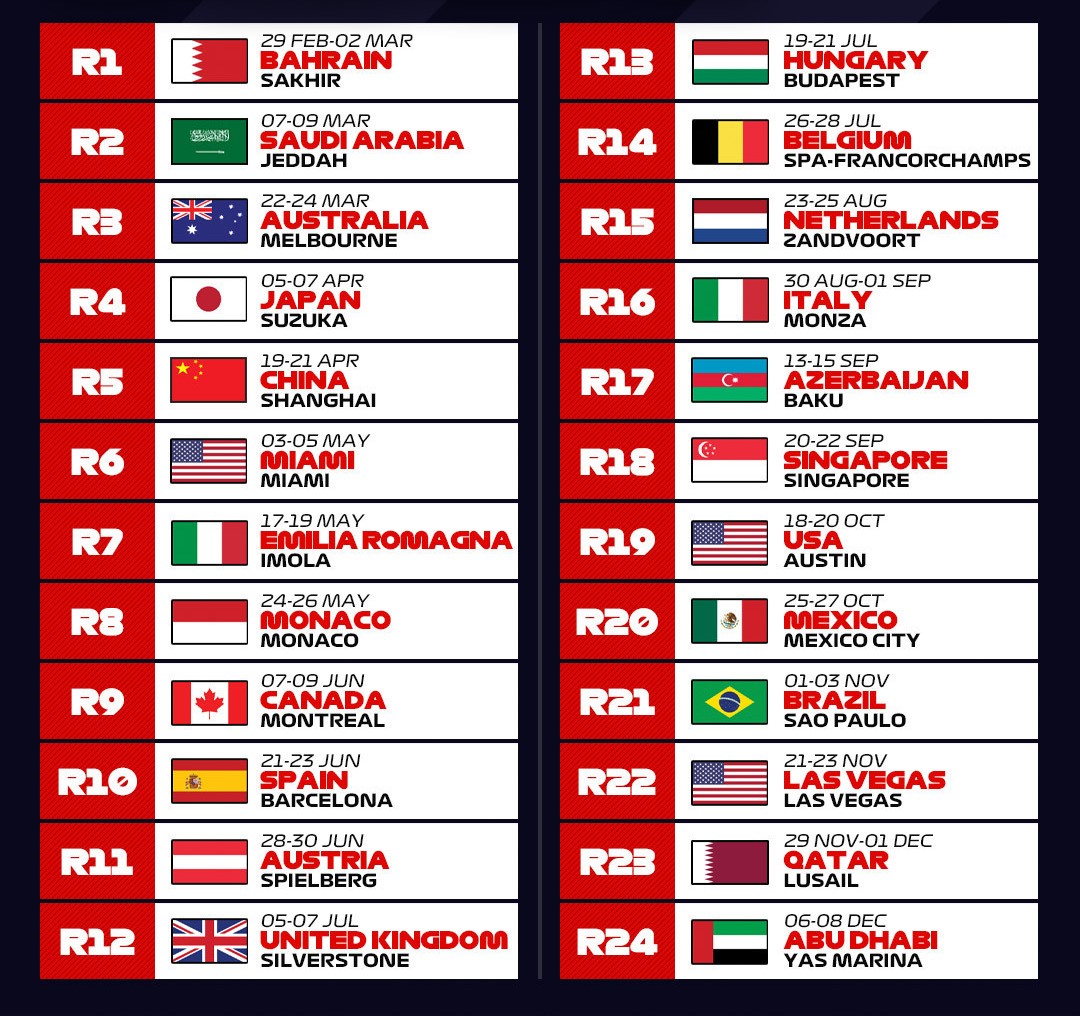 R1
29 FEB-02 MAR
BAHRAIN
SAKHIR
R2
07-09 MAR
SAUDI ARABIA
JEDDAH
R3
22-24 MAR
AUSTRALIA
MELBOURNE
R4
05-07 APR
JAPAN
SUZUKA
R5
19-21 APR
CHINA
SHANGHAI
R6
03-05 MAY
MIAMI
MIAMI
R7
17-19 MAY
EMILIA ROMAGNA
IMOLA
R8
24-26 MAY
MONACO
MONACO
R9
07-09 JUN
CANADA
MONTREAL
R10
21-23 JUN
SPAIN
BARCELONA
R11
28-30 JUN
AUSTRIA
SPIELBERG
R12
05-07 JUL
UNITED KINGDOM
SILVERSTONE
R13
19-21 JUL
HUNGARY
BUDAPEST
R14
26-28 JUL
BELGIUM
SPA-FRANCORCHAMPS
R15
23-25 AUG
NETHERLANDS
ZANDVOORT
R16
30 AUG-01 SEP
ITALY
MONZA
R17
13-15 SEP
AZERBAIJAN
BAKU
R18
20-22 SEP
SINGAPORE
SINGAPORE
R19
18-20 OCT
USA
AUSTIN
R20
25-27 OCT
MEXICO
MEXICO CITY
R21
01-03 NOV
BRAZIL
SAO PAULO
R22
21-23 NOV
LAS VEGAS
LAS VEGAS
R23
29 NOV-01 DEC
QATAR
LUSAIL
R24
06-08 DEC
ABU DHABI
YAS MARINA